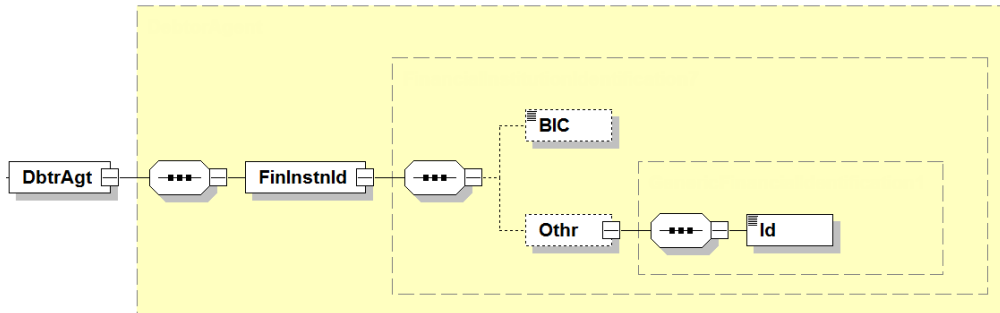 BIC
DbtrAgt
FinInstnId
Othr
Id